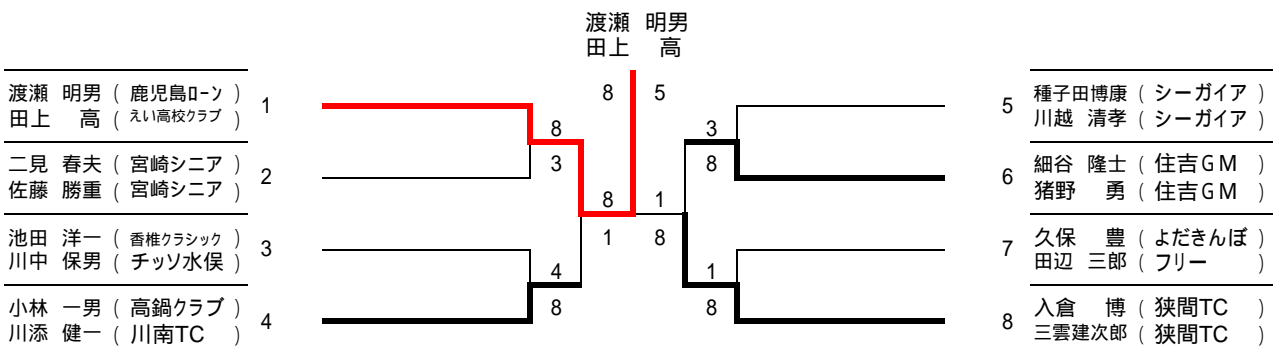 渡瀬 明男
田上 高
8 5
渡瀬 明男 ( 鹿児島ローン )
田上 高 ( えい高校クラブ )
1
二見 春夫 ( 宮崎シニア )
佐藤 勝重 ( 宮崎シニア )
2
池田 洋一 ( 香椎クラシック )
川中 保男 ( チッソ水俣 )
3
小林 一男 ( 高鍋クラブ )
川添 健一 ( 川南TC )
4
8
3
8
1
4
8
3
8
1
8
1
8
5
種子田博康 ( シーガイア )
川越 清孝 ( シーガイア )
6
細谷 隆士 ( 住吉GM )
猪野 勇 ( 住吉GM )
7
久保 豊 ( よだきんぼ )
田辺 三郎 ( フリー )
8
入倉 博 ( 狭間TC )
三雲建次郎 ( 狭間TC )